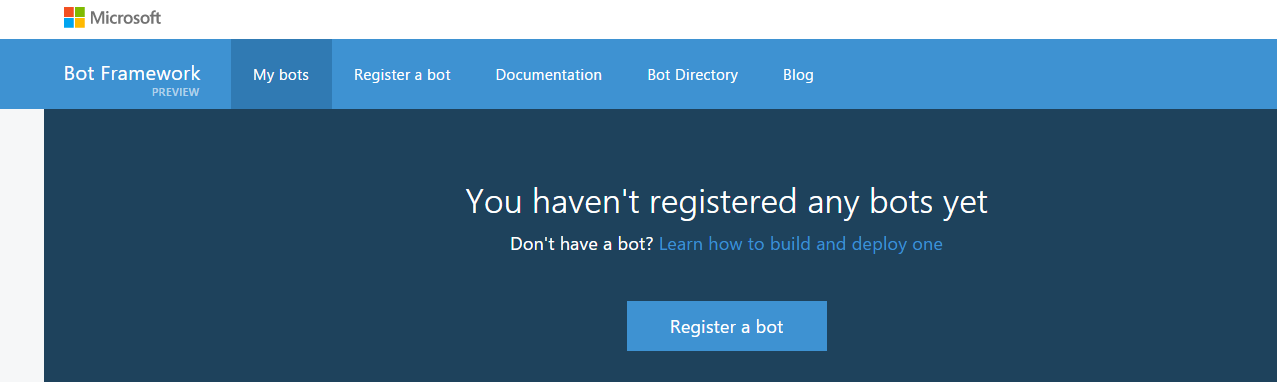 Microsoft
Bot Framework
PREVIEW
My bots
Register a bot
Documentation
Bot Directory
Blog
You haven't registered any bots yet
Don't have a bot? Learn how to build and deploy one
Register a bot